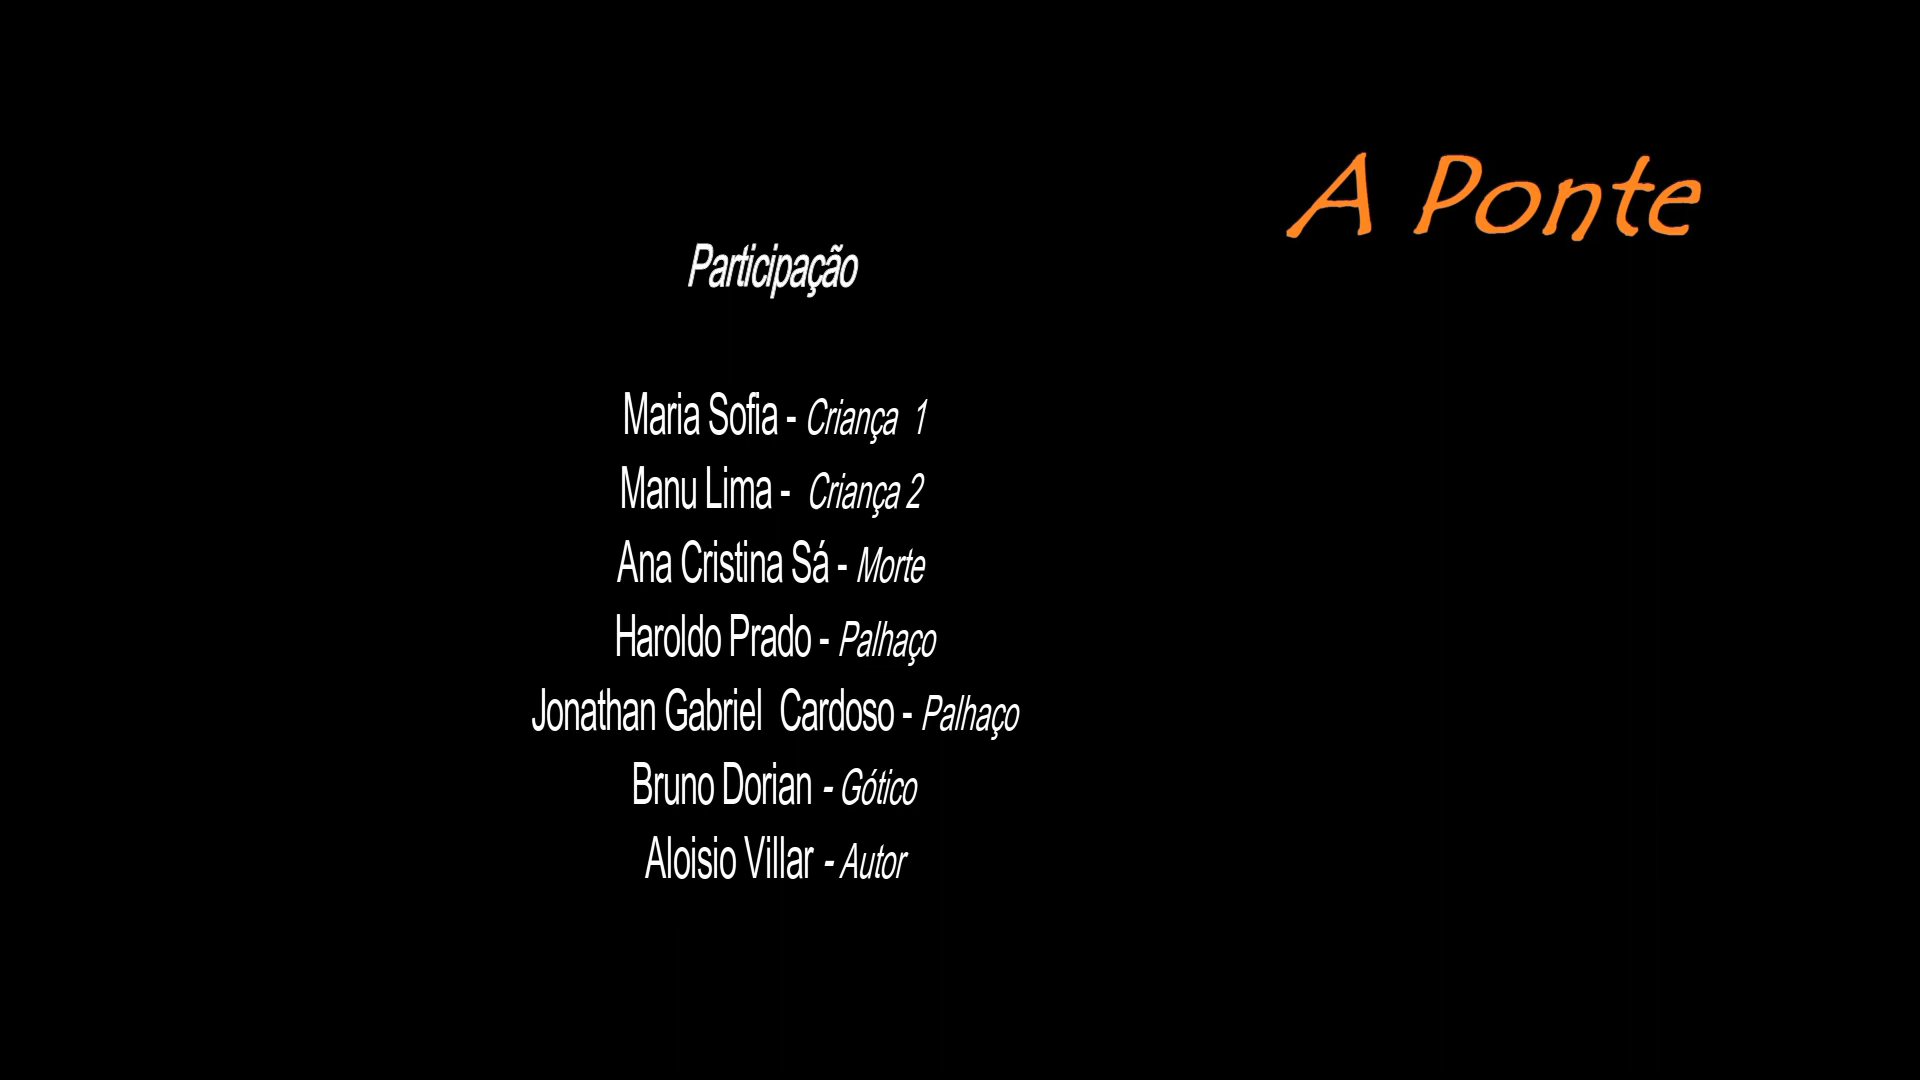 A Ponte
Participação
Maria Sofia - Criança 1
Manu Lima - Criança 2
Ana Cristina Sá - Morte
Haroldo Prado - Palhaço
Jonathan Gabriel Cardoso - Palhaço
Bruno Dorian - Gótico
Aloisio Villar - Autor